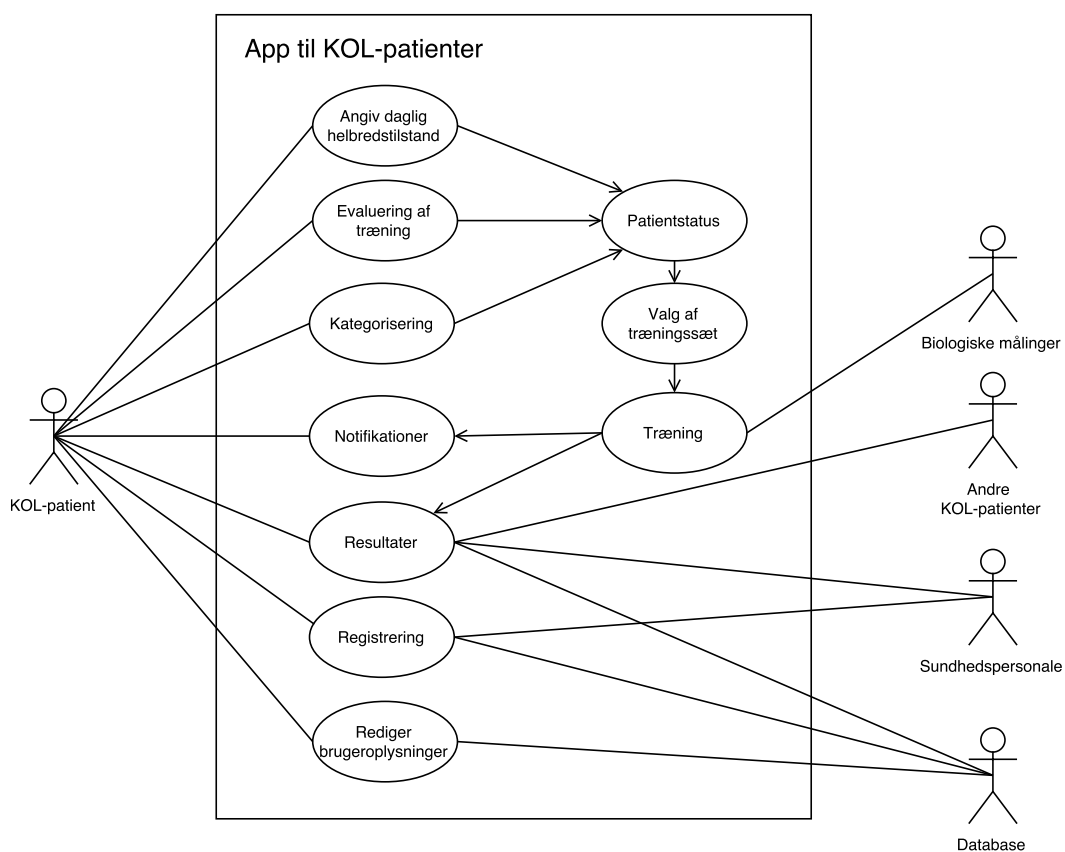 App til KOL-patienter
Angiv daglig
helbredstilstand
Evaluering af
træning
Patientstatus
Kategorisering
Valg af
træningssæt
Biologiske målinger
Notifikationer
Træning
KOL-patient
Andre
KOL-patienter
Resultater
Registrering
Sundhedspersonale
Rediger
brugeroplysninger
Database